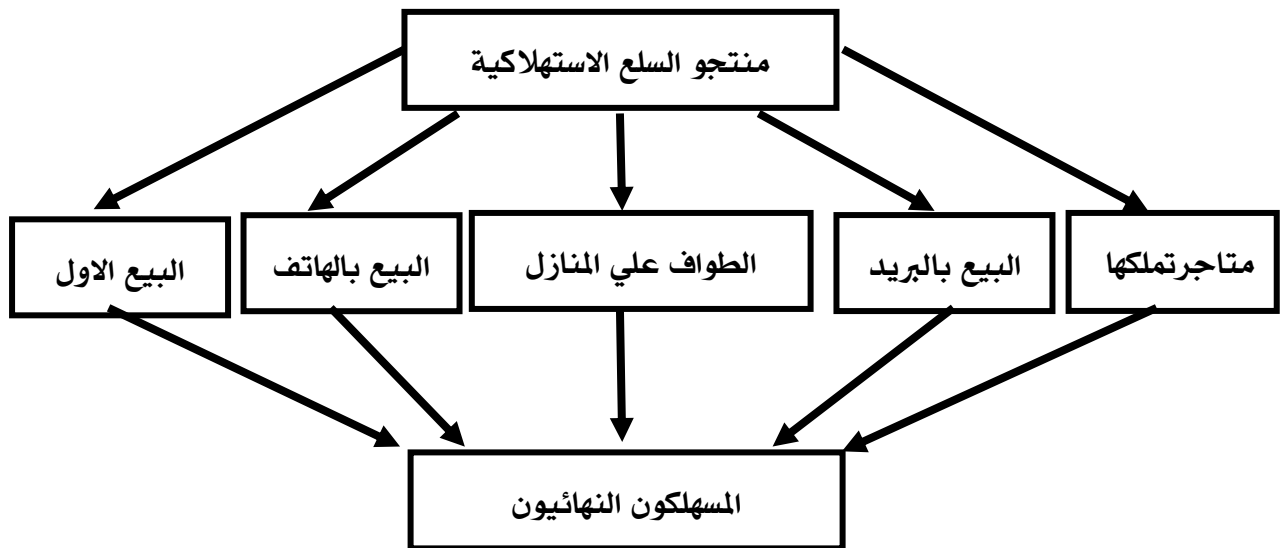 منتجو السلع الاستهلاكية
متاجرتملكها
البيع بالبريد
الطواف علي المنازل
البيع بالهاتف
البيع الاول
المسهلكون النهائيون